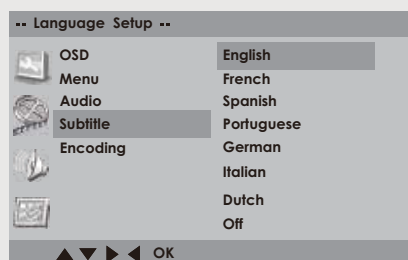 -- Language Setup --
OSD
Menu
Audio
Subtitle
Encoding
English
French
Spanish
Portuguese
German
Italian
Dutch
Off
▲ ▼ ▶ ◀ OK